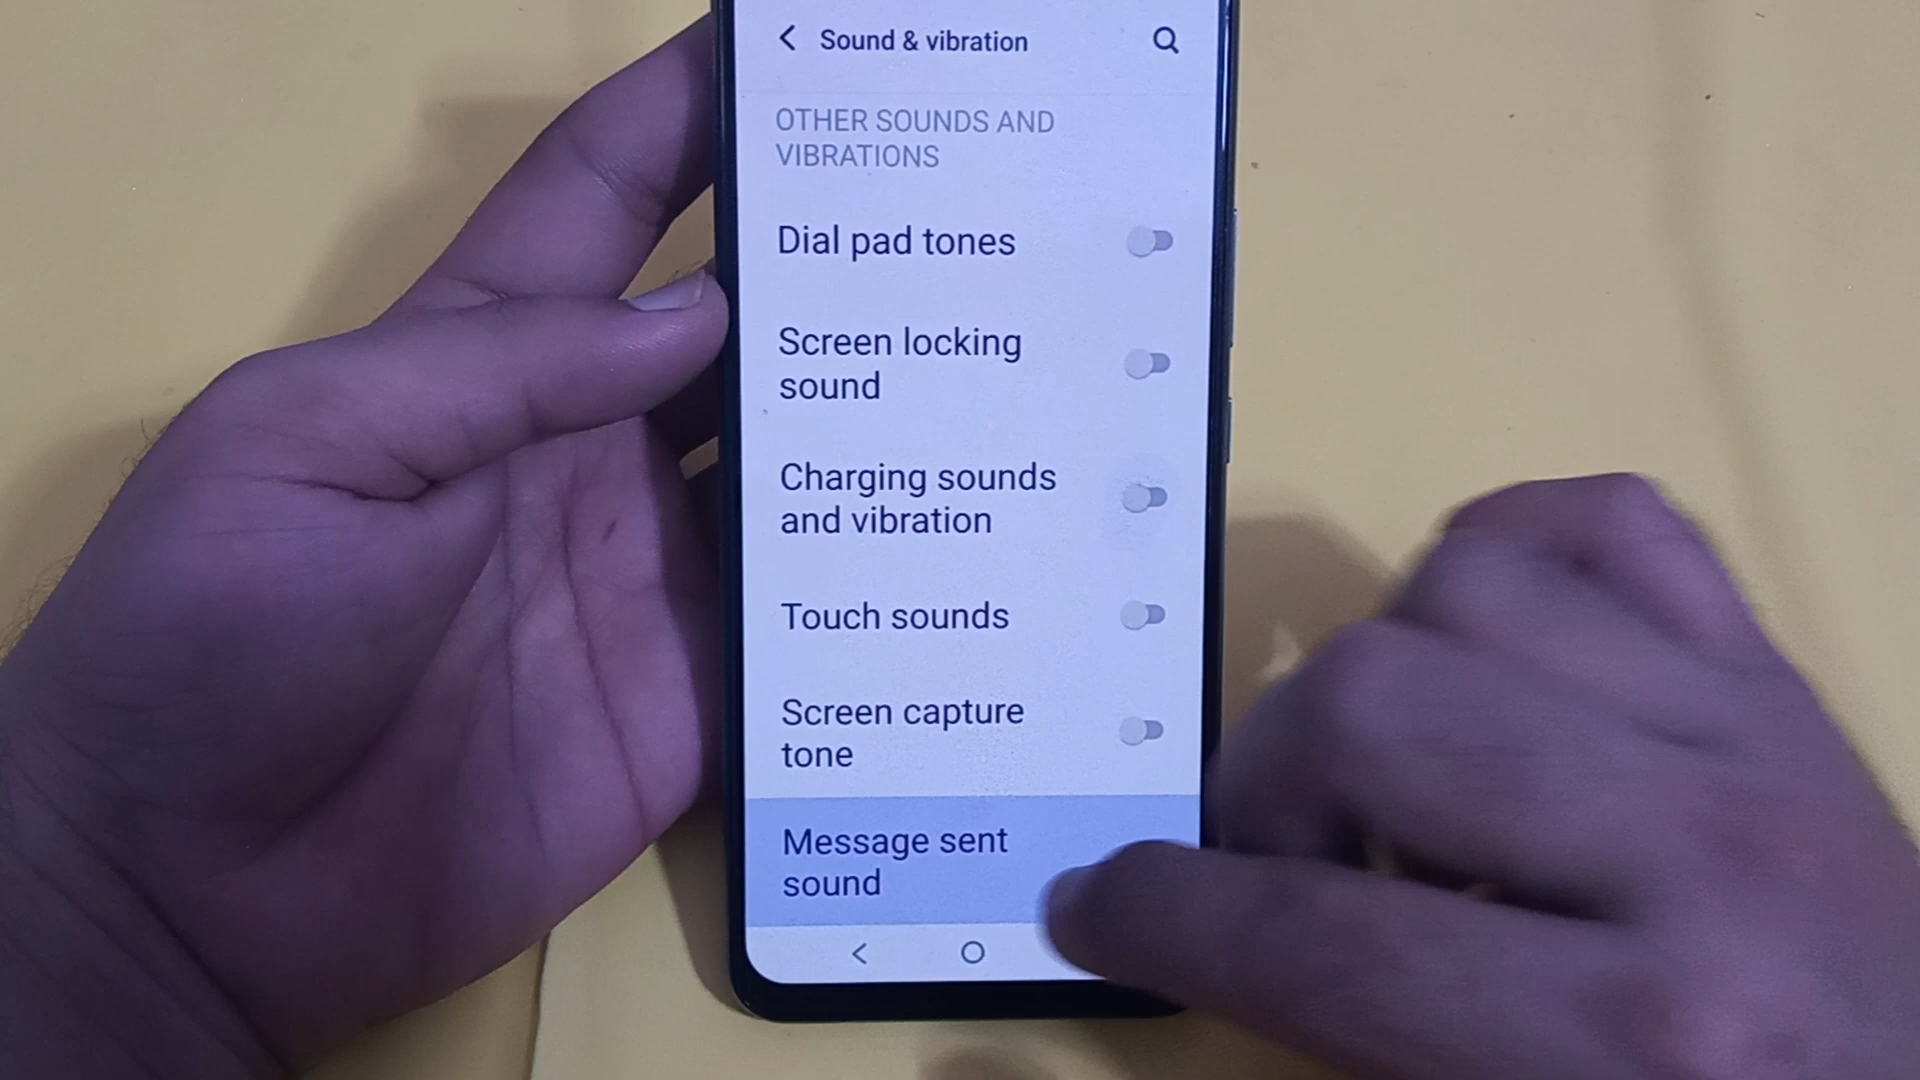 Sound & vibration
OTHER SOUNDS AND
VIBRATIONS
Dial pad tones
Screen locking
sound
Charging sounds
and vibration
Touch sounds
Screen capture
tone
Message sent
sound